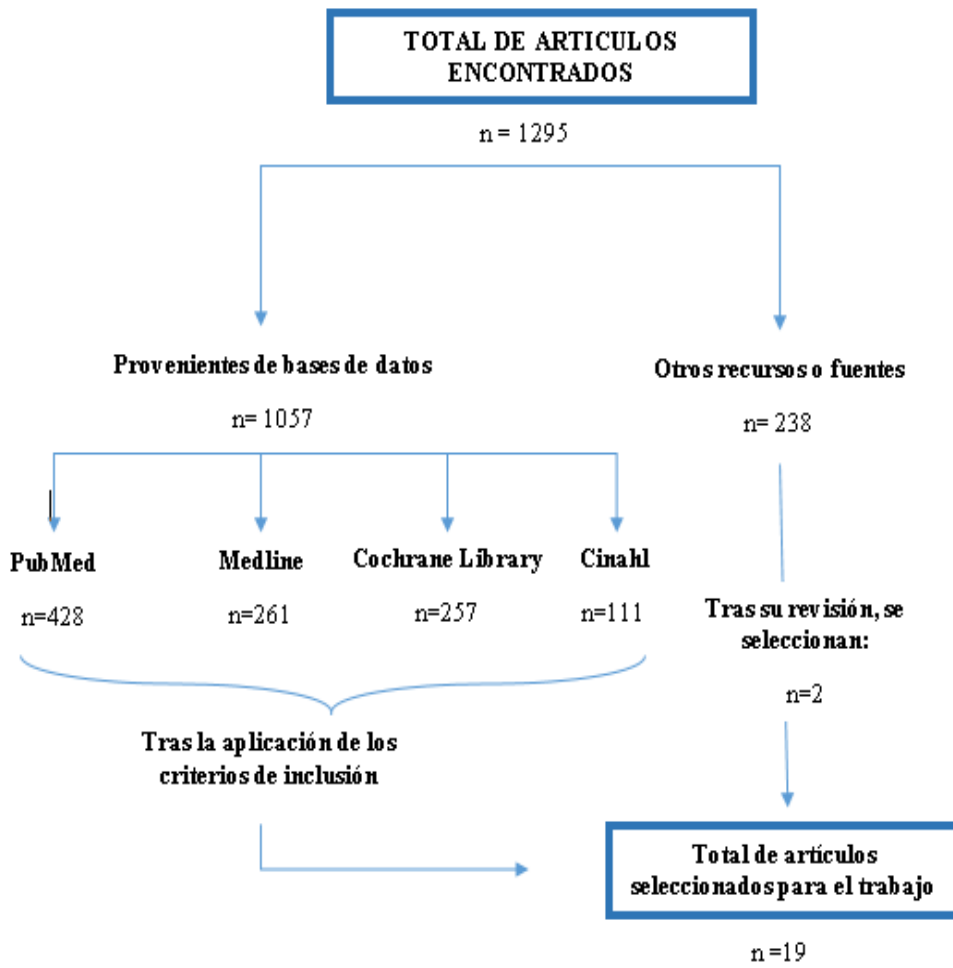 TOTAL DE ARTICULOS
ENCONTRADOS
n = 1295
Provenientes de bases de datos
n= 1057
Otros recursos o fuentes
n= 238
PubMed
n=428
Medline
n=261
Cochrane Library
n=257
Cinahl
n=111
Tras su revisión, se
seleccionan:
n=2
Tras la aplicación de los
criterios de inclusión
Total de artículos
seleccionados para el trabajo
n =19